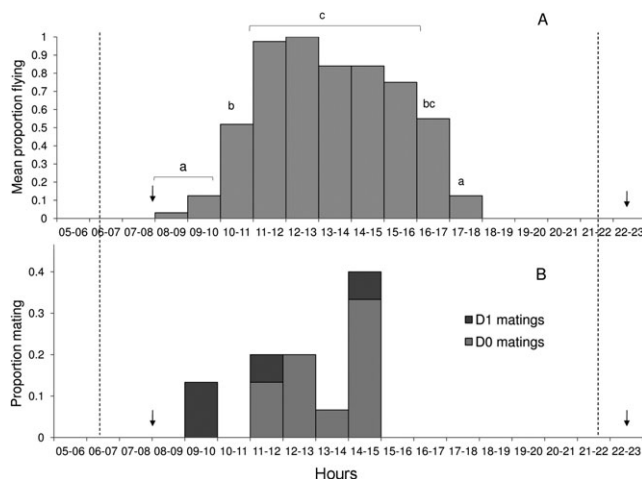 A
c
1
0.9
0.8
0.7
0.6
0.5
0.4
0.3
0.2
0.1
0
Mean proportion flying
a
b
bc
a
05-06 06-07 07-08 08-09 09-10 10-11 11-12 12-13 13-14 14-15 15-16 16-17 17-18 18-19 19-20 20-21 21-22 22-23
B
0.4
0.2
0
Proportion mating
D1 matings
D0 matings
05-06 06-07 07-08 08-09 09-10 10-11 11-12 12-13 13-14 14-15 15-16 16-17 17-18 18-19 19-20 20-21 21-22 22-23
Hours